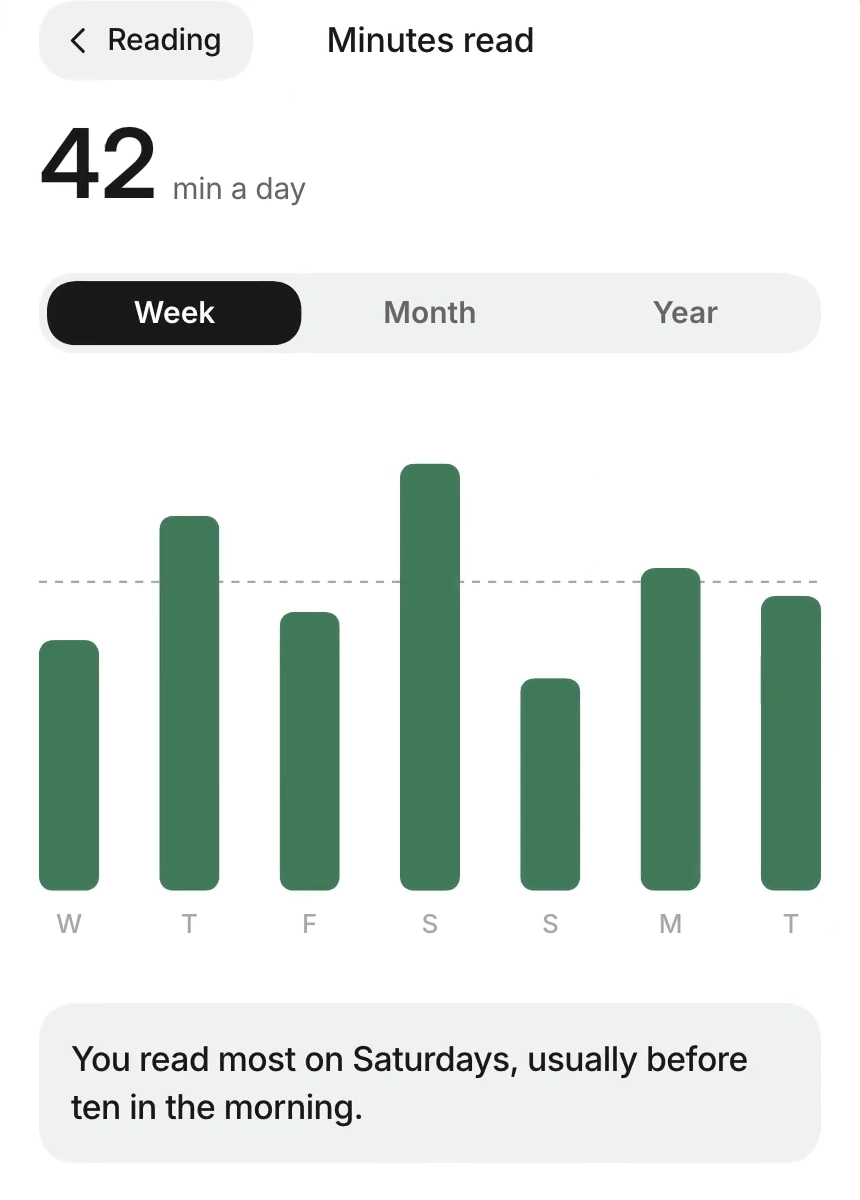 Reading
Minutes read
42 min a day
Week Month Year
W T F S S M T
You read most on Saturdays, usually before
ten in the morning.